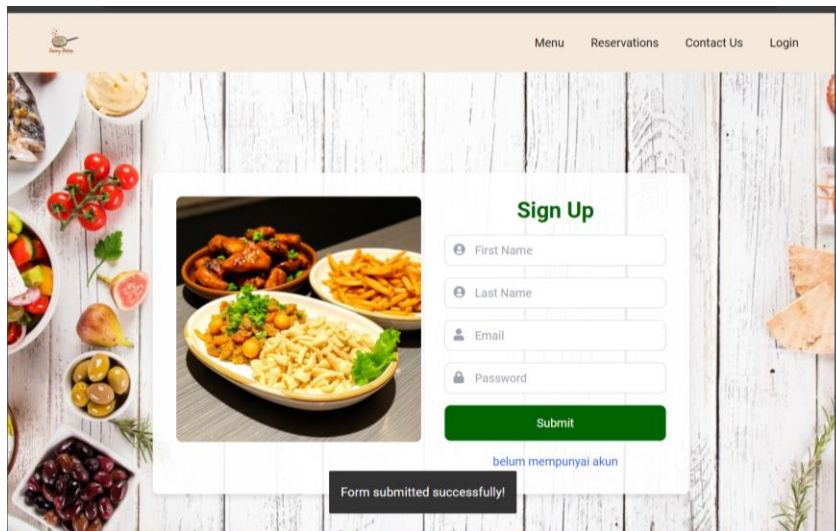 Menu
Reservations
Contact Us
Login
Sign Up
First Name
Last Name
Email
Password
Submit
belum mempunyai akun
Form submitted successfully!